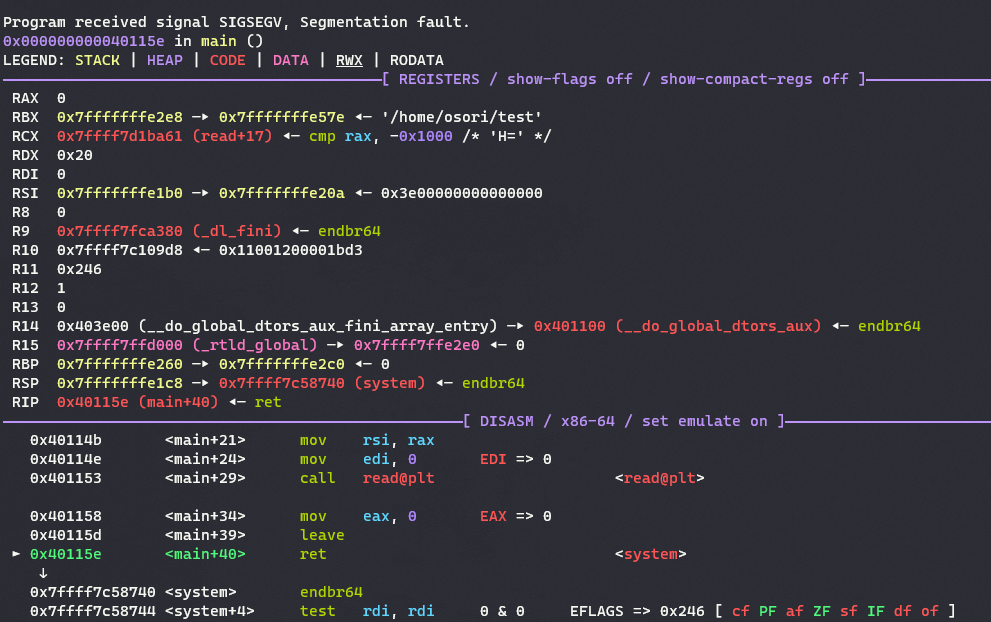 Program received signal SIGSEGV, Segmentation fault.
0x000000000040115e in main ()
LEGEND: STACK | HEAP | CODE | DATA | RWX | RODATA
[ REGISTERS / show-flags off / show-compact-regs off ]
RAX  0
RBX  0x7fffffffe2e8 —▸ 0x7fffffffe57e ◂— '/home/osori/test'
RCX  0x7ffff7d1ba61 (read+17) ◂— cmp rax, -0x1000 /* 'H=' */
RDX  0x20
RDI  0
RSI  0x7fffffffe1b0 —▸ 0x7fffffffe20a ◂— 0x3e00000000000000
R8   0
R9   0x7ffff7fca380 (_dl_fini) ◂— endbr64
R10  0x7ffff7c109d8 ◂— 0x11001200001bd3
R11  0x246
R12  1
R13  0
R14  0x403e00 (__do_global_dtors_aux_fini_array_entry) —▸ 0x401100 (__do_global_dtors_aux) ◂— endbr64
R15  0x7ffff7ffd000 (_rtld_global) —▸ 0x7ffff7ffe2e0 ◂— 0
RBP  0x7fffffffe260 —▸ 0x7fffffffe2c0 ◂— 0
RSP  0x7fffffffe1c8 —▸ 0x7ffff7c58740 (system) ◂— endbr64
RIP  0x40115e (main+40) ◂— ret
[ DISASM / x86-64 / set emulate on ]
0x40114b       <main+21>      mov    rsi, rax
0x40114e       <main+24>      mov    edi, 0       EDI => 0
0x401153       <main+29>      call   read@plt                    <read@plt>
0x401158       <main+34>      mov    eax, 0       EAX => 0
0x40115d       <main+39>      leave
► 0x40115e       <main+40>      ret                                <system>
↓
0x7ffff7c58740 <system>       endbr64
0x7ffff7c58744 <system+4>     test   rdi, rdi     0 & 0     EFLAGS => 0x246 [ cf PF af ZF sf IF df of ]